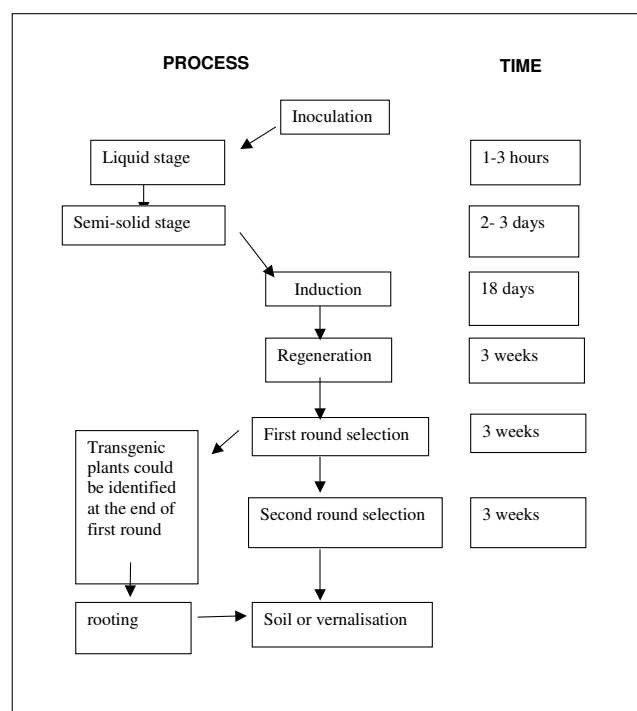 PROCESS TIME
Inoculation
Liquid stage 1-3 hours
Semi-solid stage 2- 3 days
Induction 18 days
Regeneration 3 weeks
First round selection 3 weeks
Transgenic
plants could
be identified
at the end of
first round
Second round selection 3 weeks
rooting Soil or vernalisation